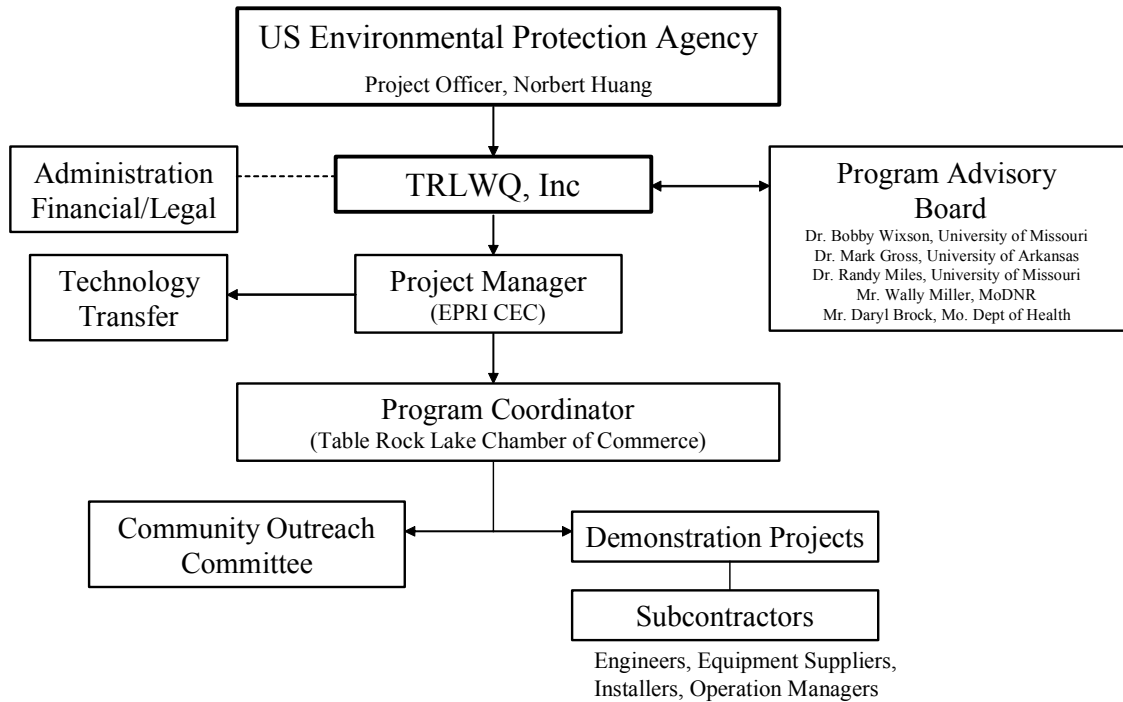 US Environmental Protection Agency
Project Officer, Norbert Huang
Administration
Financial/Legal
TRLWQ, Inc
Program Advisory
Board
Dr. Bobby Wixson, University of Missouri
Dr. Mark Gross, University of Arkansas
Dr. Randy Miles, University of Missouri
Mr. Wally Miller, MoDNR
Mr. Daryl Brock, Mo. Dept of Health
Technology
Transfer
Project Manager
(EPRI CEC)
Program Coordinator
(Table Rock Lake Chamber of Commerce)
Community Outreach
Committee
Demonstration Projects
Subcontractors
Engineers, Equipment Suppliers,
Installers, Operation Managers